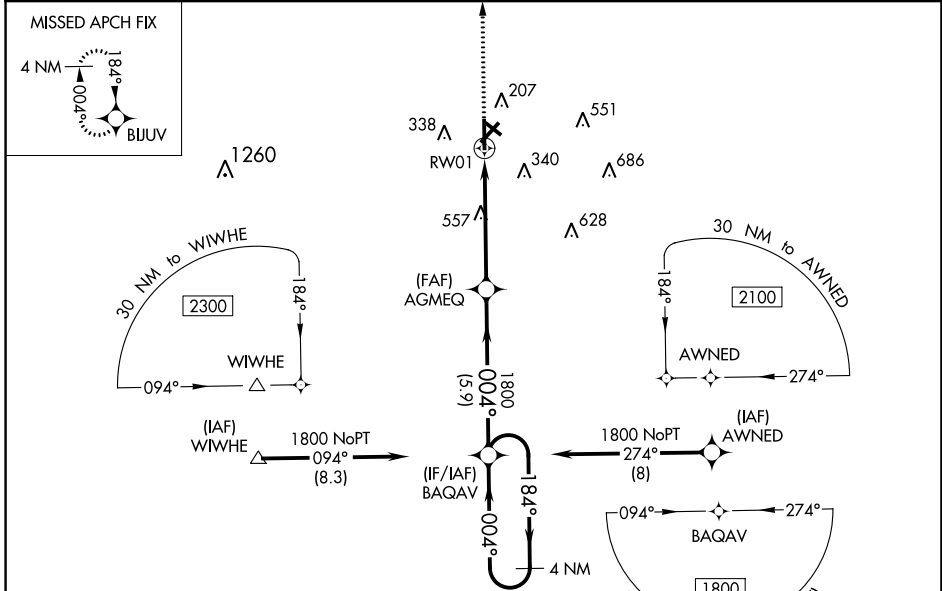 MISSED APCH FIX
4 NM
184°
004°
BIJUV
207
551
338
RW01
340
686
1260
557
628
30 NM to WIWHE
2300
184°
WIWHE
094°
(FAF)
AGMEQ
30 NM to AWNED
184°
2100
AWNED
274°
1800
004°
(5.9)
(IAF)
WIWHE
1800 NoPT
094°
(8.3)
(IF/IAF)
BAQAV
1800 NoPT
274°
(8)
(IAF)
AWNED
184°
004°
4 NM
094°
274°
BAQAV
1800